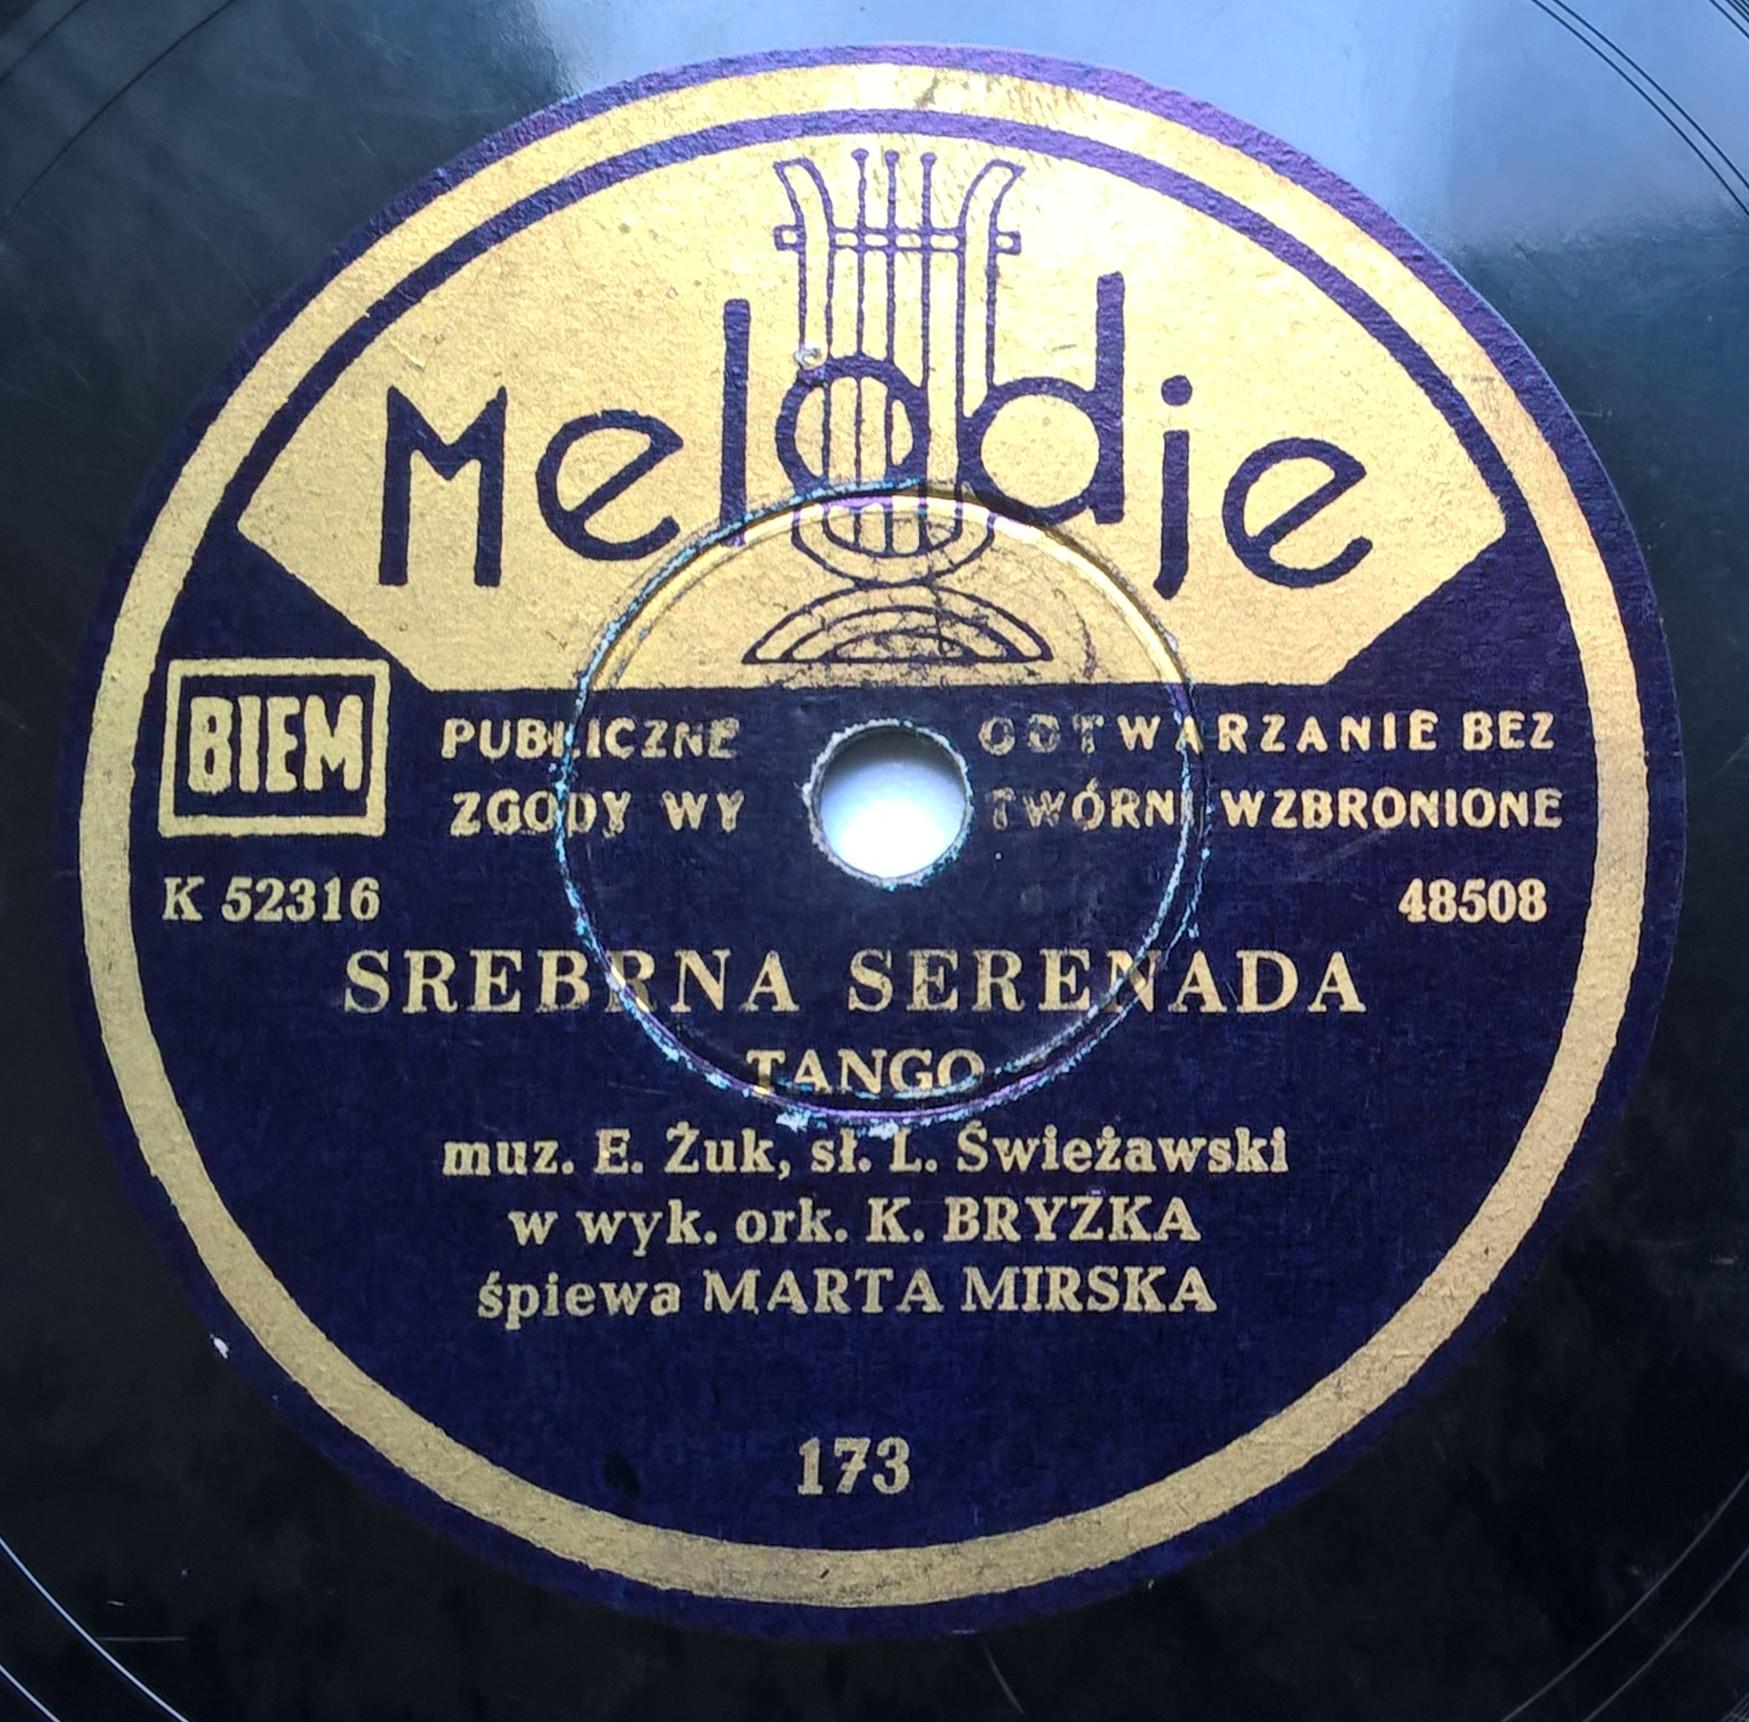 Melodje
BIEM
PUBLICZNE ODTWARZANIE BEZ
ZGODY WYTWÓRNI WZBRONIONE
K 52316 48508
SREBRNA SERENADA
TANGO
muz. E. Żuk, sł. L. Świeżawski
w wyk. ork. K. BRYZKA
śpiewa MARTA MIRSKA
173